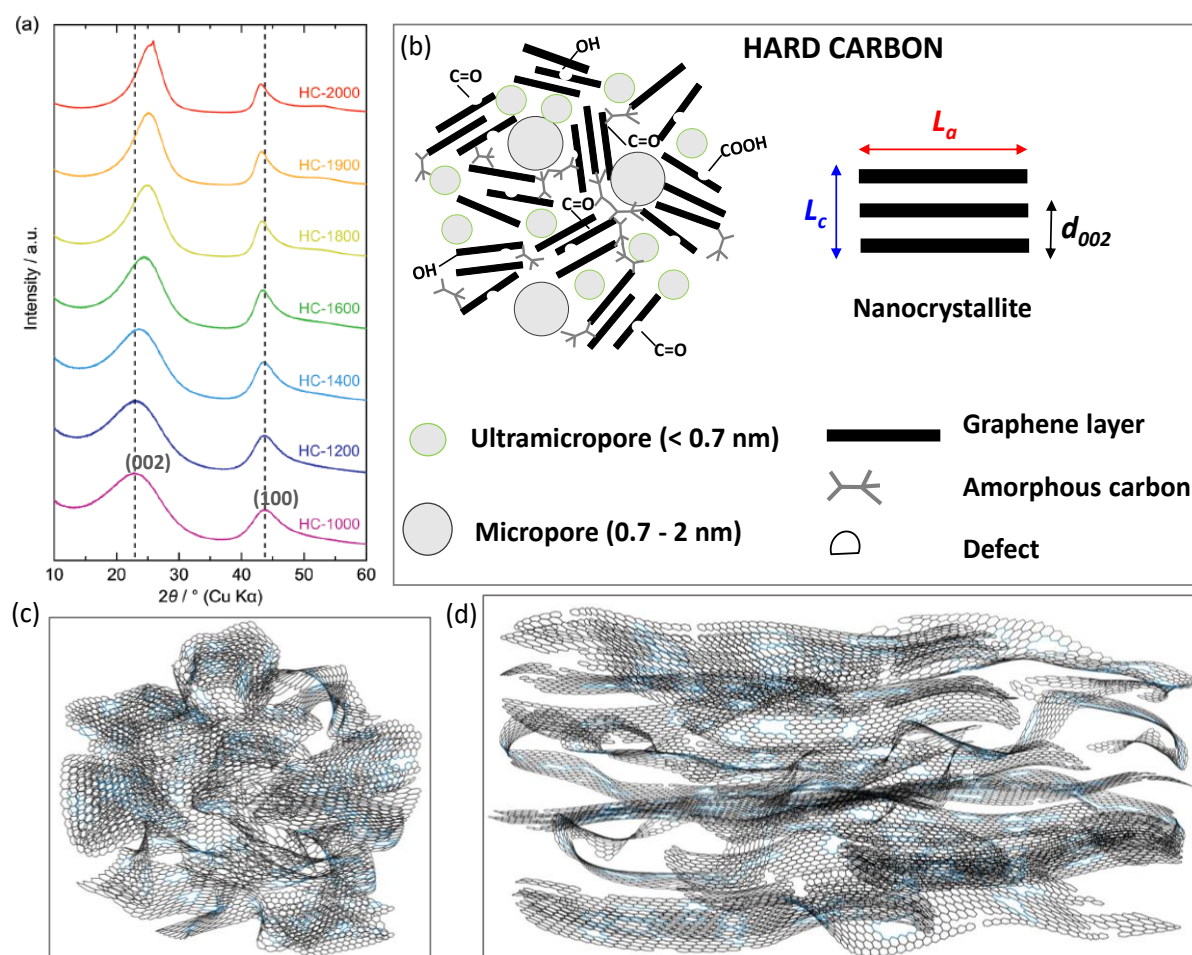 (a)
HC-2000
HC-1900
HC-1800
HC-1600
HC-1400
HC-1200
(002)
(100)
HC-1000
Intensity / a.u.
10 20 30 40 50 60
2θ / ° (Cu Kα)
(b)
HARD CARBON
OH
C=O
C=O
COOH
C=O
OH
C=O
La
Lc
d002
Nanocrystallite
Ultramicropore (< 0.7 nm)
Micropore (0.7 - 2 nm)
Graphene layer
Amorphous carbon
Defect
(c)
(d)